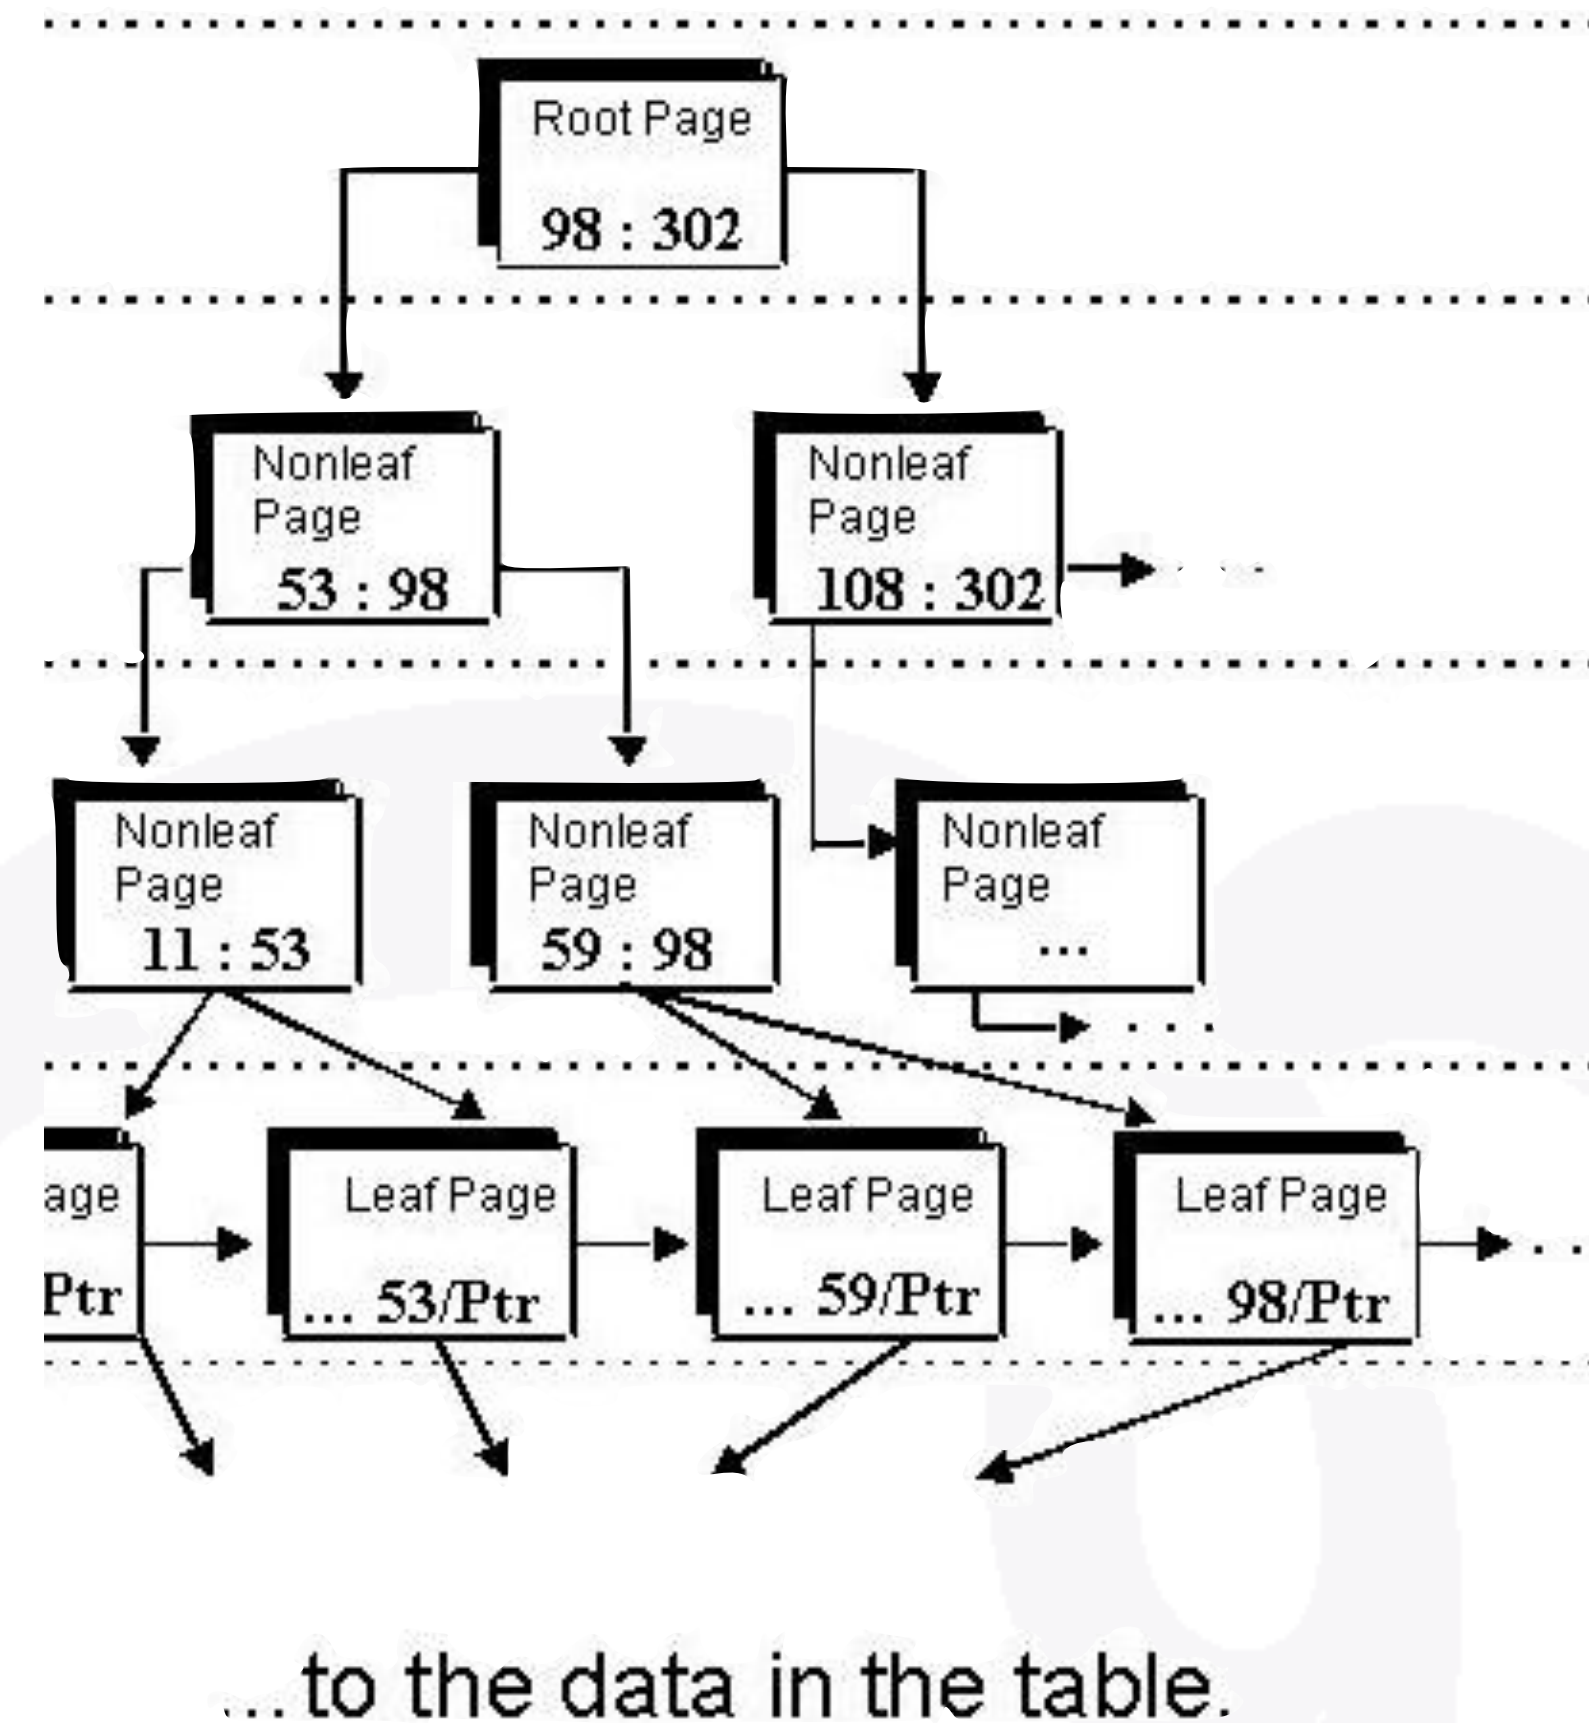 Root Page
98 : 302
Nonleaf
Page
53 : 98
Nonleaf
Page
108 : 302
Nonleaf
Page
11 : 53
Nonleaf
Page
59 : 98
Nonleaf
Page
...
. . .
age
Ptr
Leaf Page
... 53/Ptr
Leaf Page
... 59/Ptr
Leaf Page
... 98/Ptr
. .
...to the data in the table.